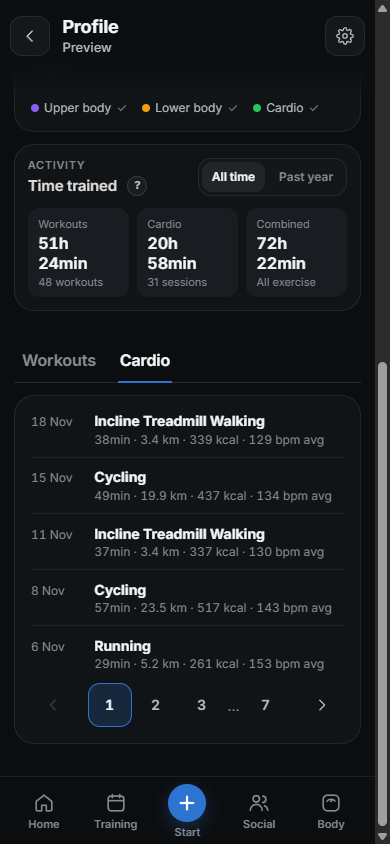 Profile
Preview
Upper body ✓ Lower body ✓ Cardio ✓
ACTIVITY
Time trained ?
All time Past year
Workouts
51h
24min
48 workouts
Cardio
20h
58min
31 sessions
Combined
72h
22min
All exercise
Workouts Cardio
18 Nov Incline Treadmill Walking
38min · 3.4 km · 339 kcal · 129 bpm avg
15 Nov Cycling
49min · 19.9 km · 437 kcal · 134 bpm avg
11 Nov Incline Treadmill Walking
37min · 3.4 km · 337 kcal · 130 bpm avg
8 Nov Cycling
57min · 23.5 km · 517 kcal · 143 bpm avg
6 Nov Running
29min · 5.2 km · 261 kcal · 153 bpm avg
1 2 3 ... 7
Home Training Start Social Body